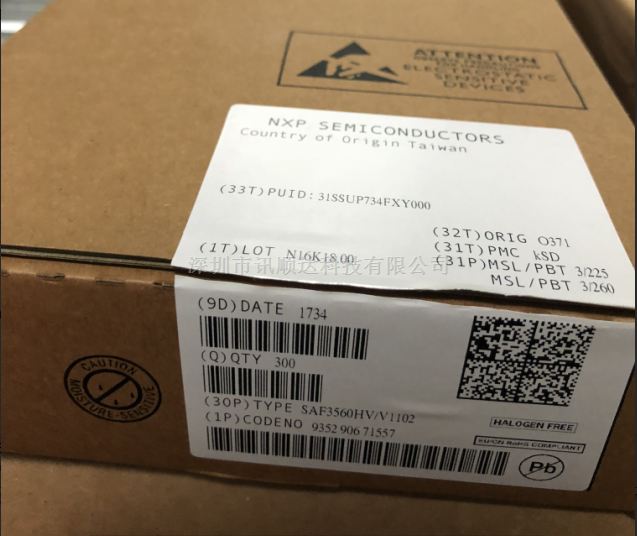 ATTENTION
ELECTROSTATIC
SENSITIVE
DEVICES
NXP SEMICONDUCTORS
Country of Origin Taiwan
(33T)PUID: 31SSUP734FXY000
(32T)ORIG O371
(1T)LOT N16K18.00
(31T)PMC kSD
(31P)MSL/PBT 3/225
MSL/PBT 3/260
深圳市讯顺达科技有限公司
(9D)DATE 1734
(Q)QTY 300
(30P)TYPE SAF3560HV/V1102
(1P)CODENO 9352 906 71557
HALOGEN FREE
EU/CN RoHS COMPLIANT
Pb
CAUTION
MOISTURE-SENSITIVE